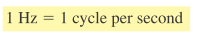 1 Hz = 1 cycle per second